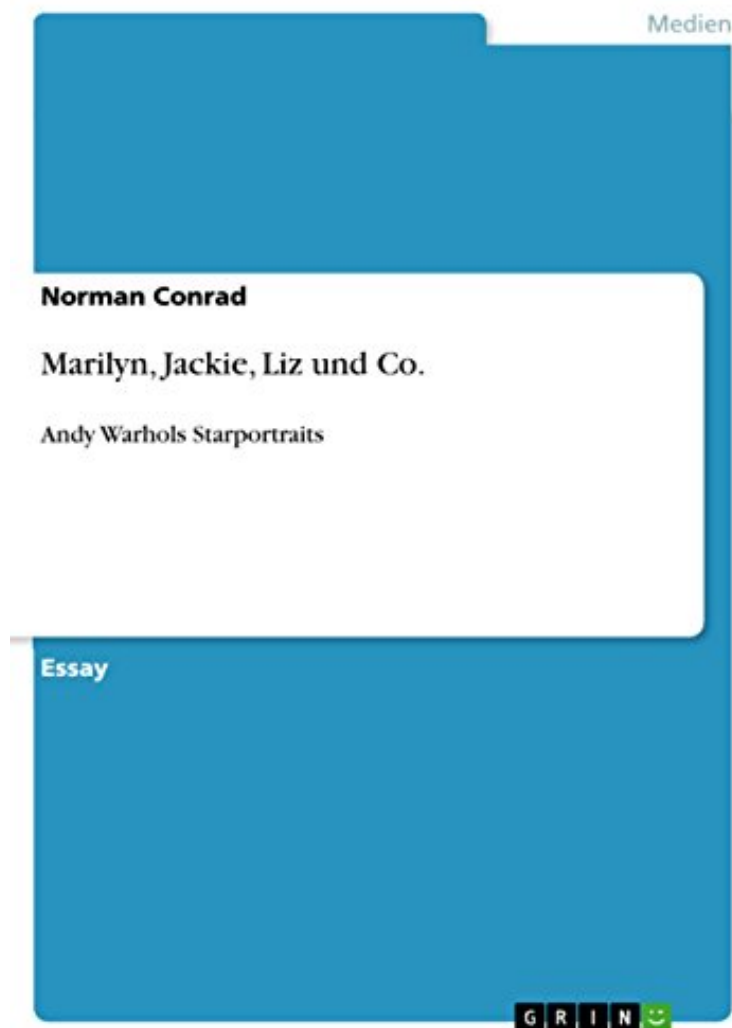 Medien
Norman Conrad
Marilyn, Jackie, Liz und Co.
Andy Warhols Starportraits
Essay
GRIN